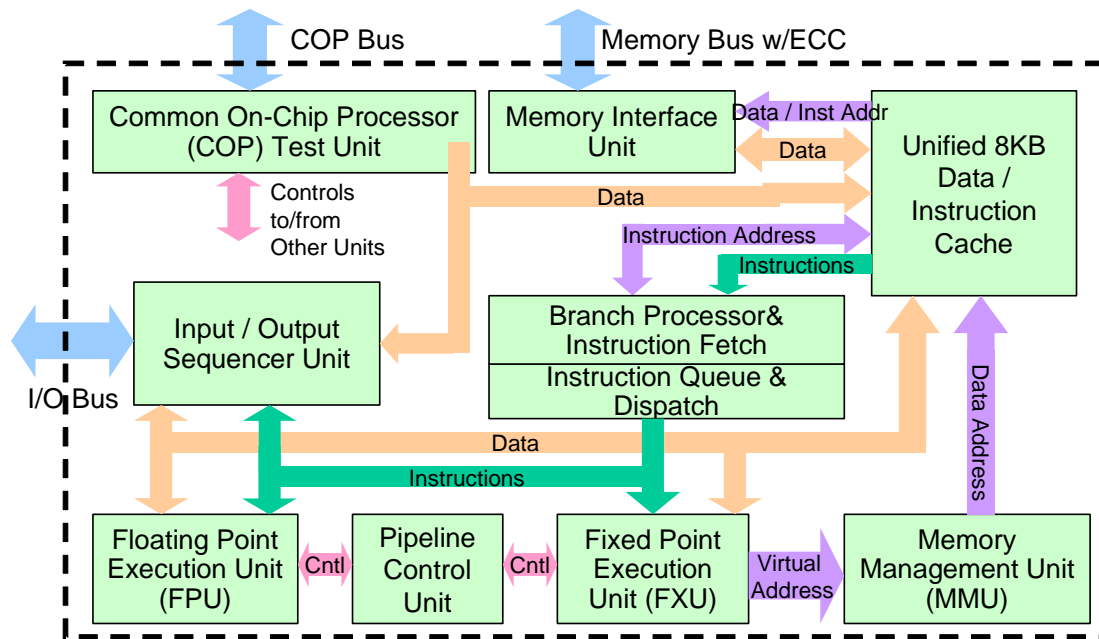 COP Bus
Memory Bus w/ECC
Common On-Chip Processor
(COP) Test Unit
Memory Interface
Unit
Data / Inst Addr
Data
Unified 8KB
Data /
Instruction
Cache
Controls
to/from
Other Units
Data
Instruction Address
Instructions
Input / Output
Sequencer Unit
Branch Processor&
Instruction Fetch
Instruction Queue &
Dispatch
I/O Bus
Data
Instructions
Data Address
Floating Point
Execution Unit
(FPU)
Cntl
Pipeline
Control
Unit
Cntl
Fixed Point
Execution
Unit (FXU)
Virtual
Address
Memory
Management Unit
(MMU)